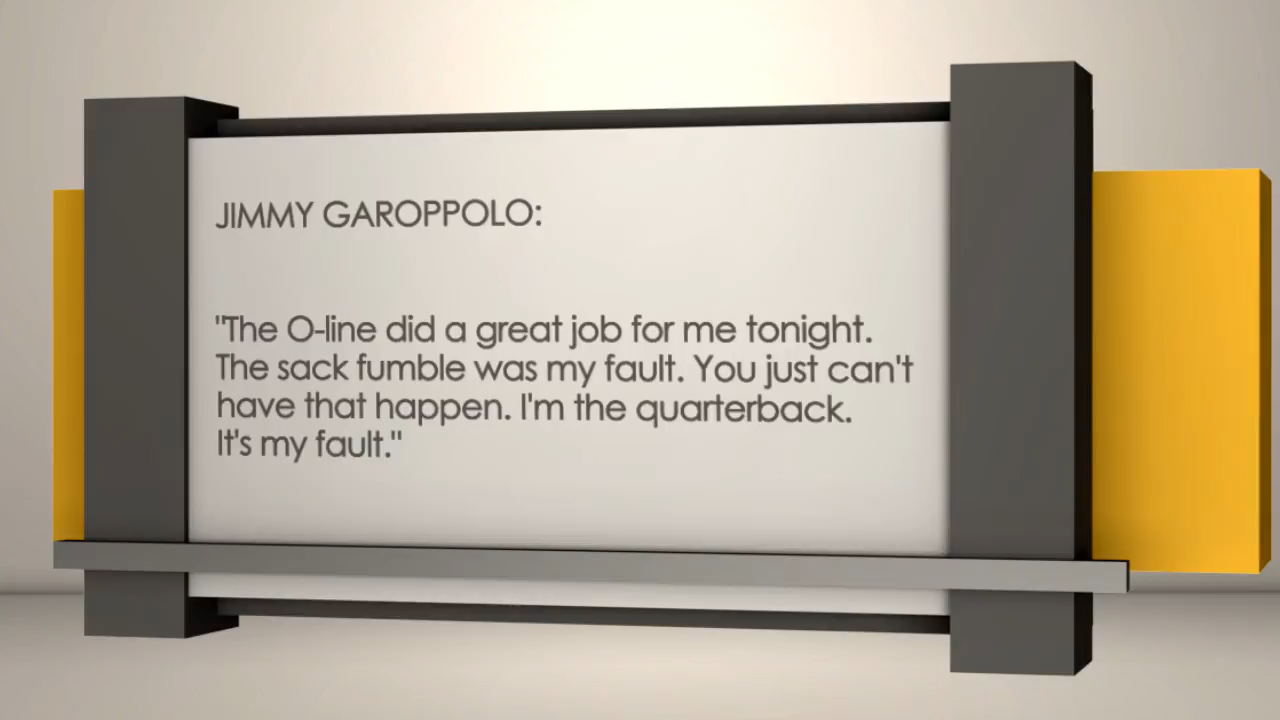 JIMMY GAROPPOLO:
"The O-line did a great job for me tonight.
The sack fumble was my fault. You just can't
have that happen. I'm the quarterback.
It's my fault."